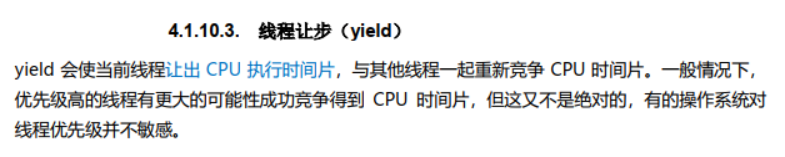 4.1.10.3. 线程让步（yield）
yield 会使当前线程让出 CPU 执行时间片，与其他线程一起重新竞争 CPU 时间片。一般情况下，
优先级高的线程有更大的可能性成功竞争得到 CPU 时间片，但这又不是绝对的，有的操作系统对
线程优先级并不敏感。